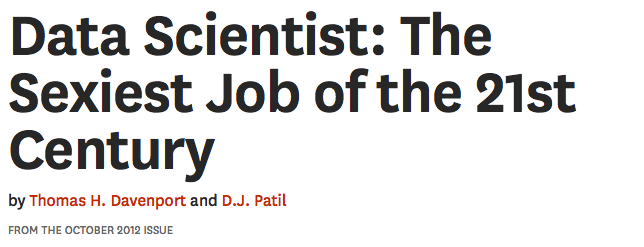 Data Scientist: The
Sexiest Job of the 21st
Century
by Thomas H. Davenport and D.J. Patil
FROM THE OCTOBER 2012 ISSUE